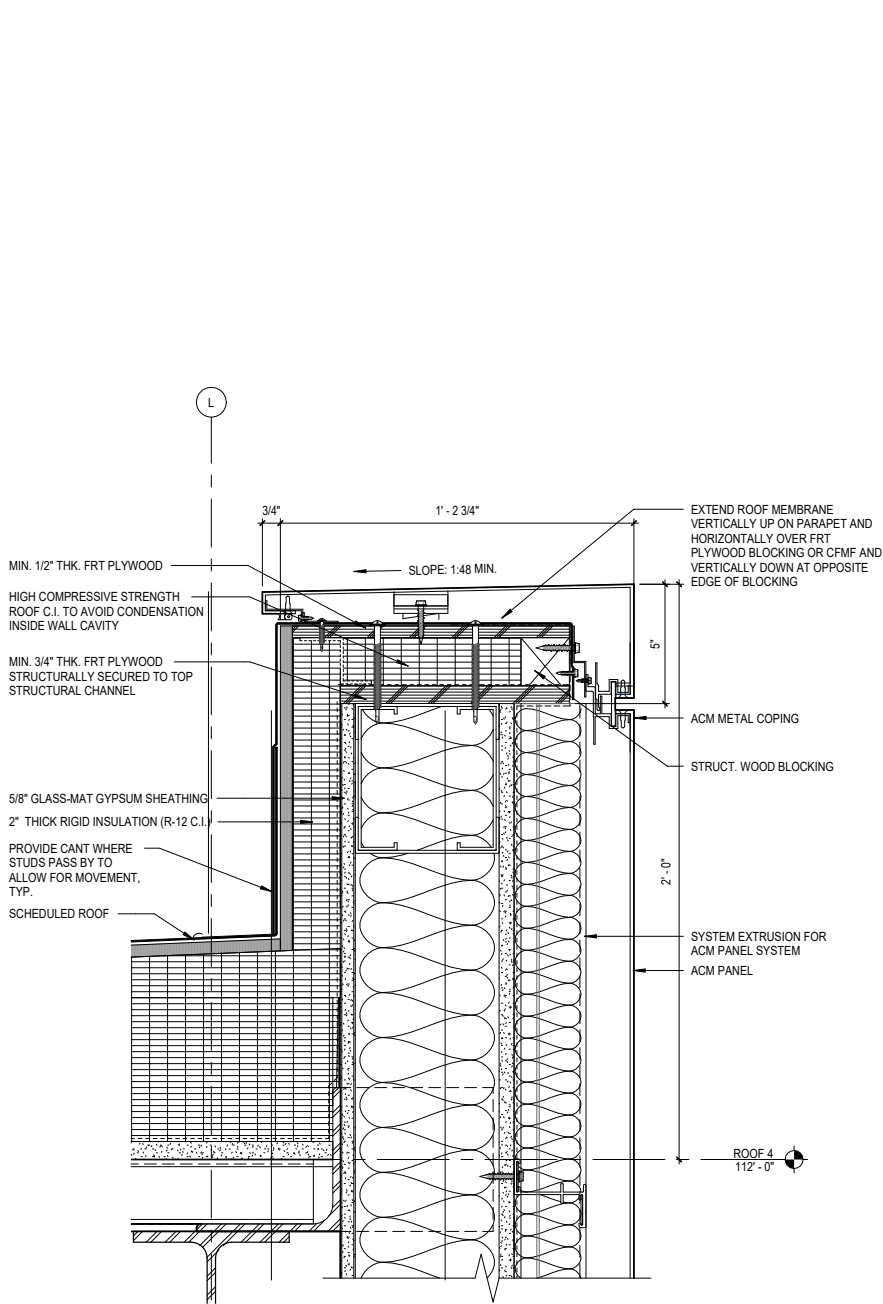 L
3/4"
1' - 2 3/4"
SLOPE: 1:48 MIN.
5"
2' - 0"
MIN. 1/2" THK. FRT PLYWOOD
HIGH COMPRESSIVE STRENGTH
ROOF C.I. TO AVOID CONDENSATION
INSIDE WALL CAVITY
MIN. 3/4" THK. FRT PLYWOOD
STRUCTURALLY SECURED TO TOP
STRUCTURAL CHANNEL
5/8" GLASS-MAT GYPSUM SHEATHING
2" THICK RIGID INSULATION (R-12 C.I.)
PROVIDE CANT WHERE
STUDS PASS BY TO
ALLOW FOR MOVEMENT,
TYP.
SCHEDULED ROOF
EXTEND ROOF MEMBRANE
VERTICALLY UP ON PARAPET AND
HORIZONTALLY OVER FRT
PLYWOOD BLOCKING OR CFMF AND
VERTICALLY DOWN AT OPPOSITE
EDGE OF BLOCKING
ACM METAL COPING
STRUCT. WOOD BLOCKING
SYSTEM EXTRUSION FOR
ACM PANEL SYSTEM
ACM PANEL
ROOF 4
112' - 0"